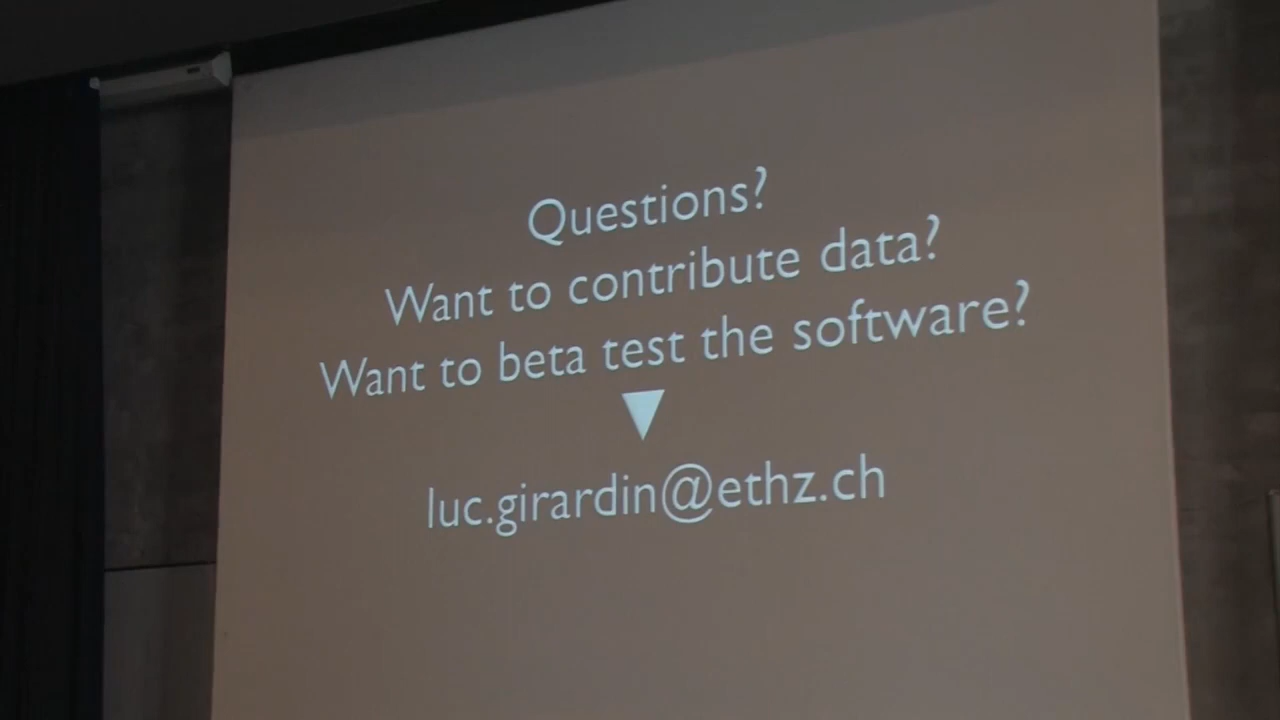 Questions?
Want to contribute data?
Want to beta test the software?
luc.girardin@ethz.ch